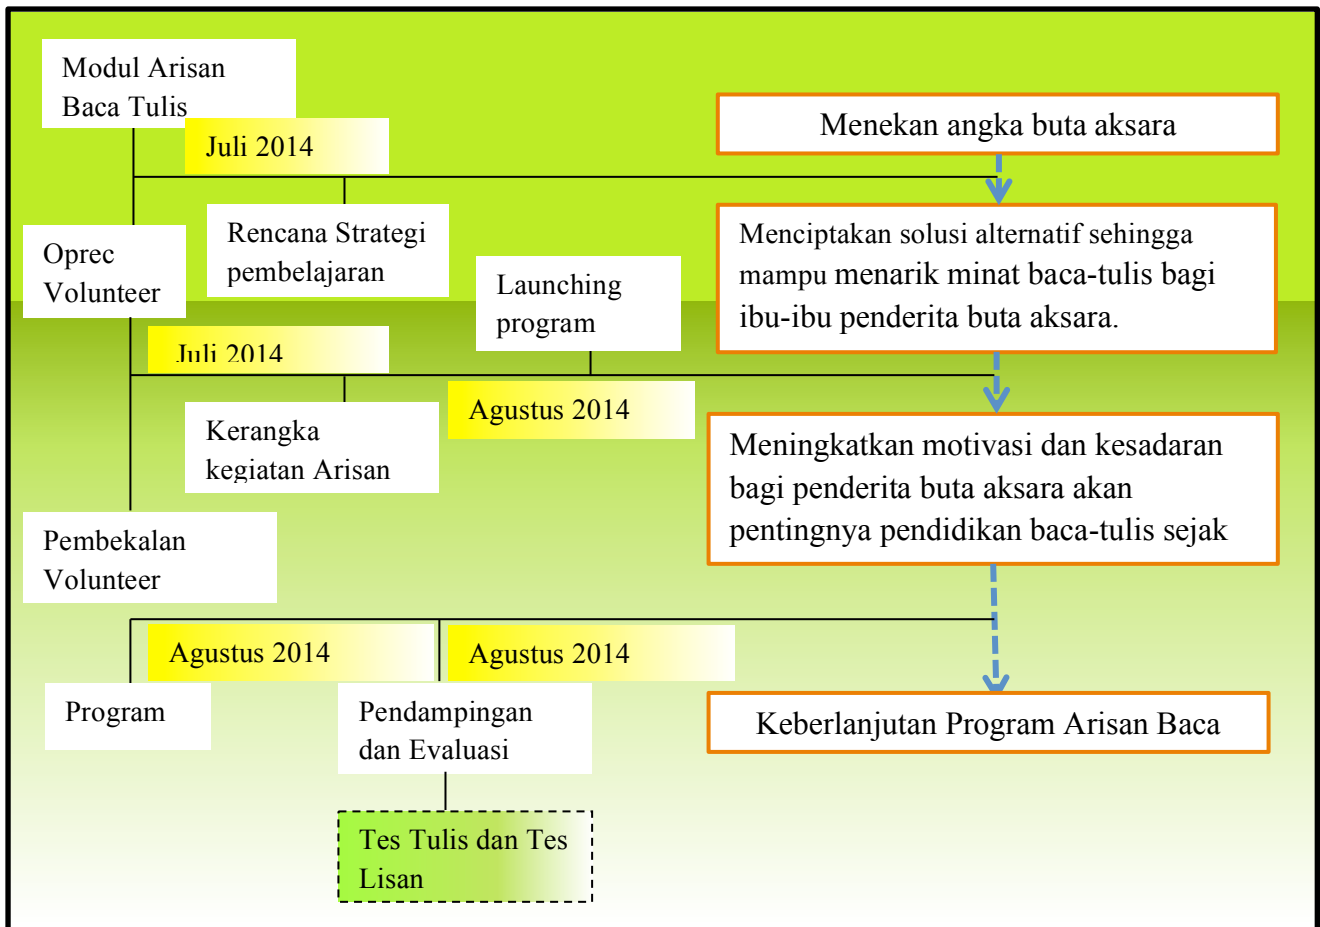 Modul Arisan
Baca Tulis
Juli 2014
Menekan angka buta aksara
Oprec
Volunteer
Rencana Strategi
pembelajaran
Launching
program
Menciptakan solusi alternatif sehingga
mampu menarik minat baca-tulis bagi
ibu-ibu penderita buta aksara.
Juli 2014
Agustus 2014
Kerangka
kegiatan Arisan
Meningkatkan motivasi dan kesadaran
bagi penderita buta aksara akan
pentingnya pendidikan baca-tulis sejak
Pembekalan
Volunteer
Agustus 2014
Agustus 2014
Program
Pendampingan
dan Evaluasi
Keberlanjutan Program Arisan Baca
Tes Tulis dan Tes
Lisan